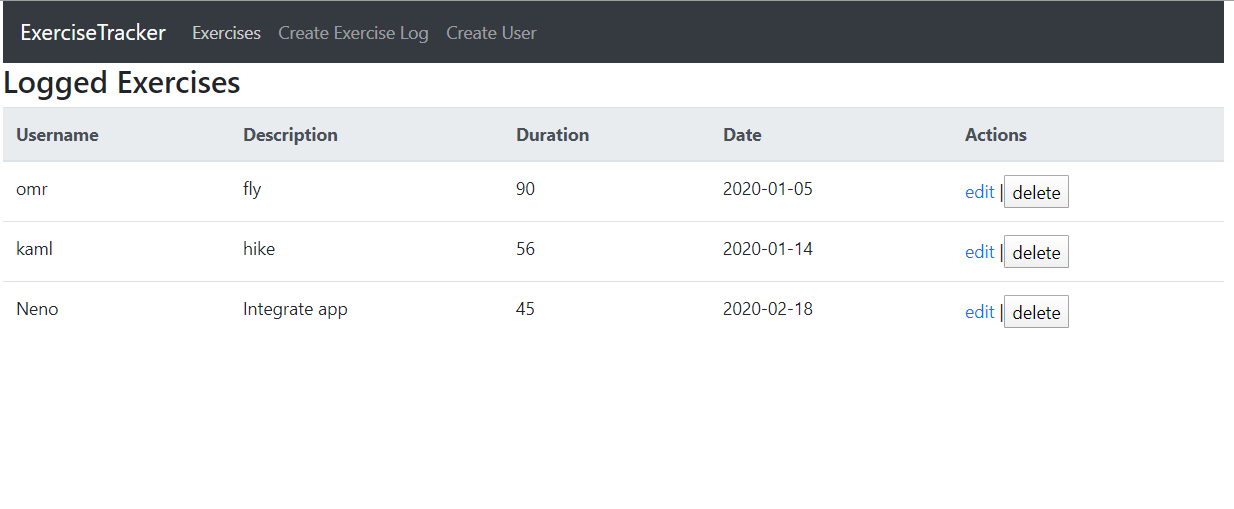 ExerciseTracker Exercises Create Exercise Log Create User
Logged Exercises
Username Description Duration Date Actions
omr fly 90 2020-01-05 edit | delete
kaml hike 56 2020-01-14 edit | delete
Neno Integrate app 45 2020-02-18 edit | delete